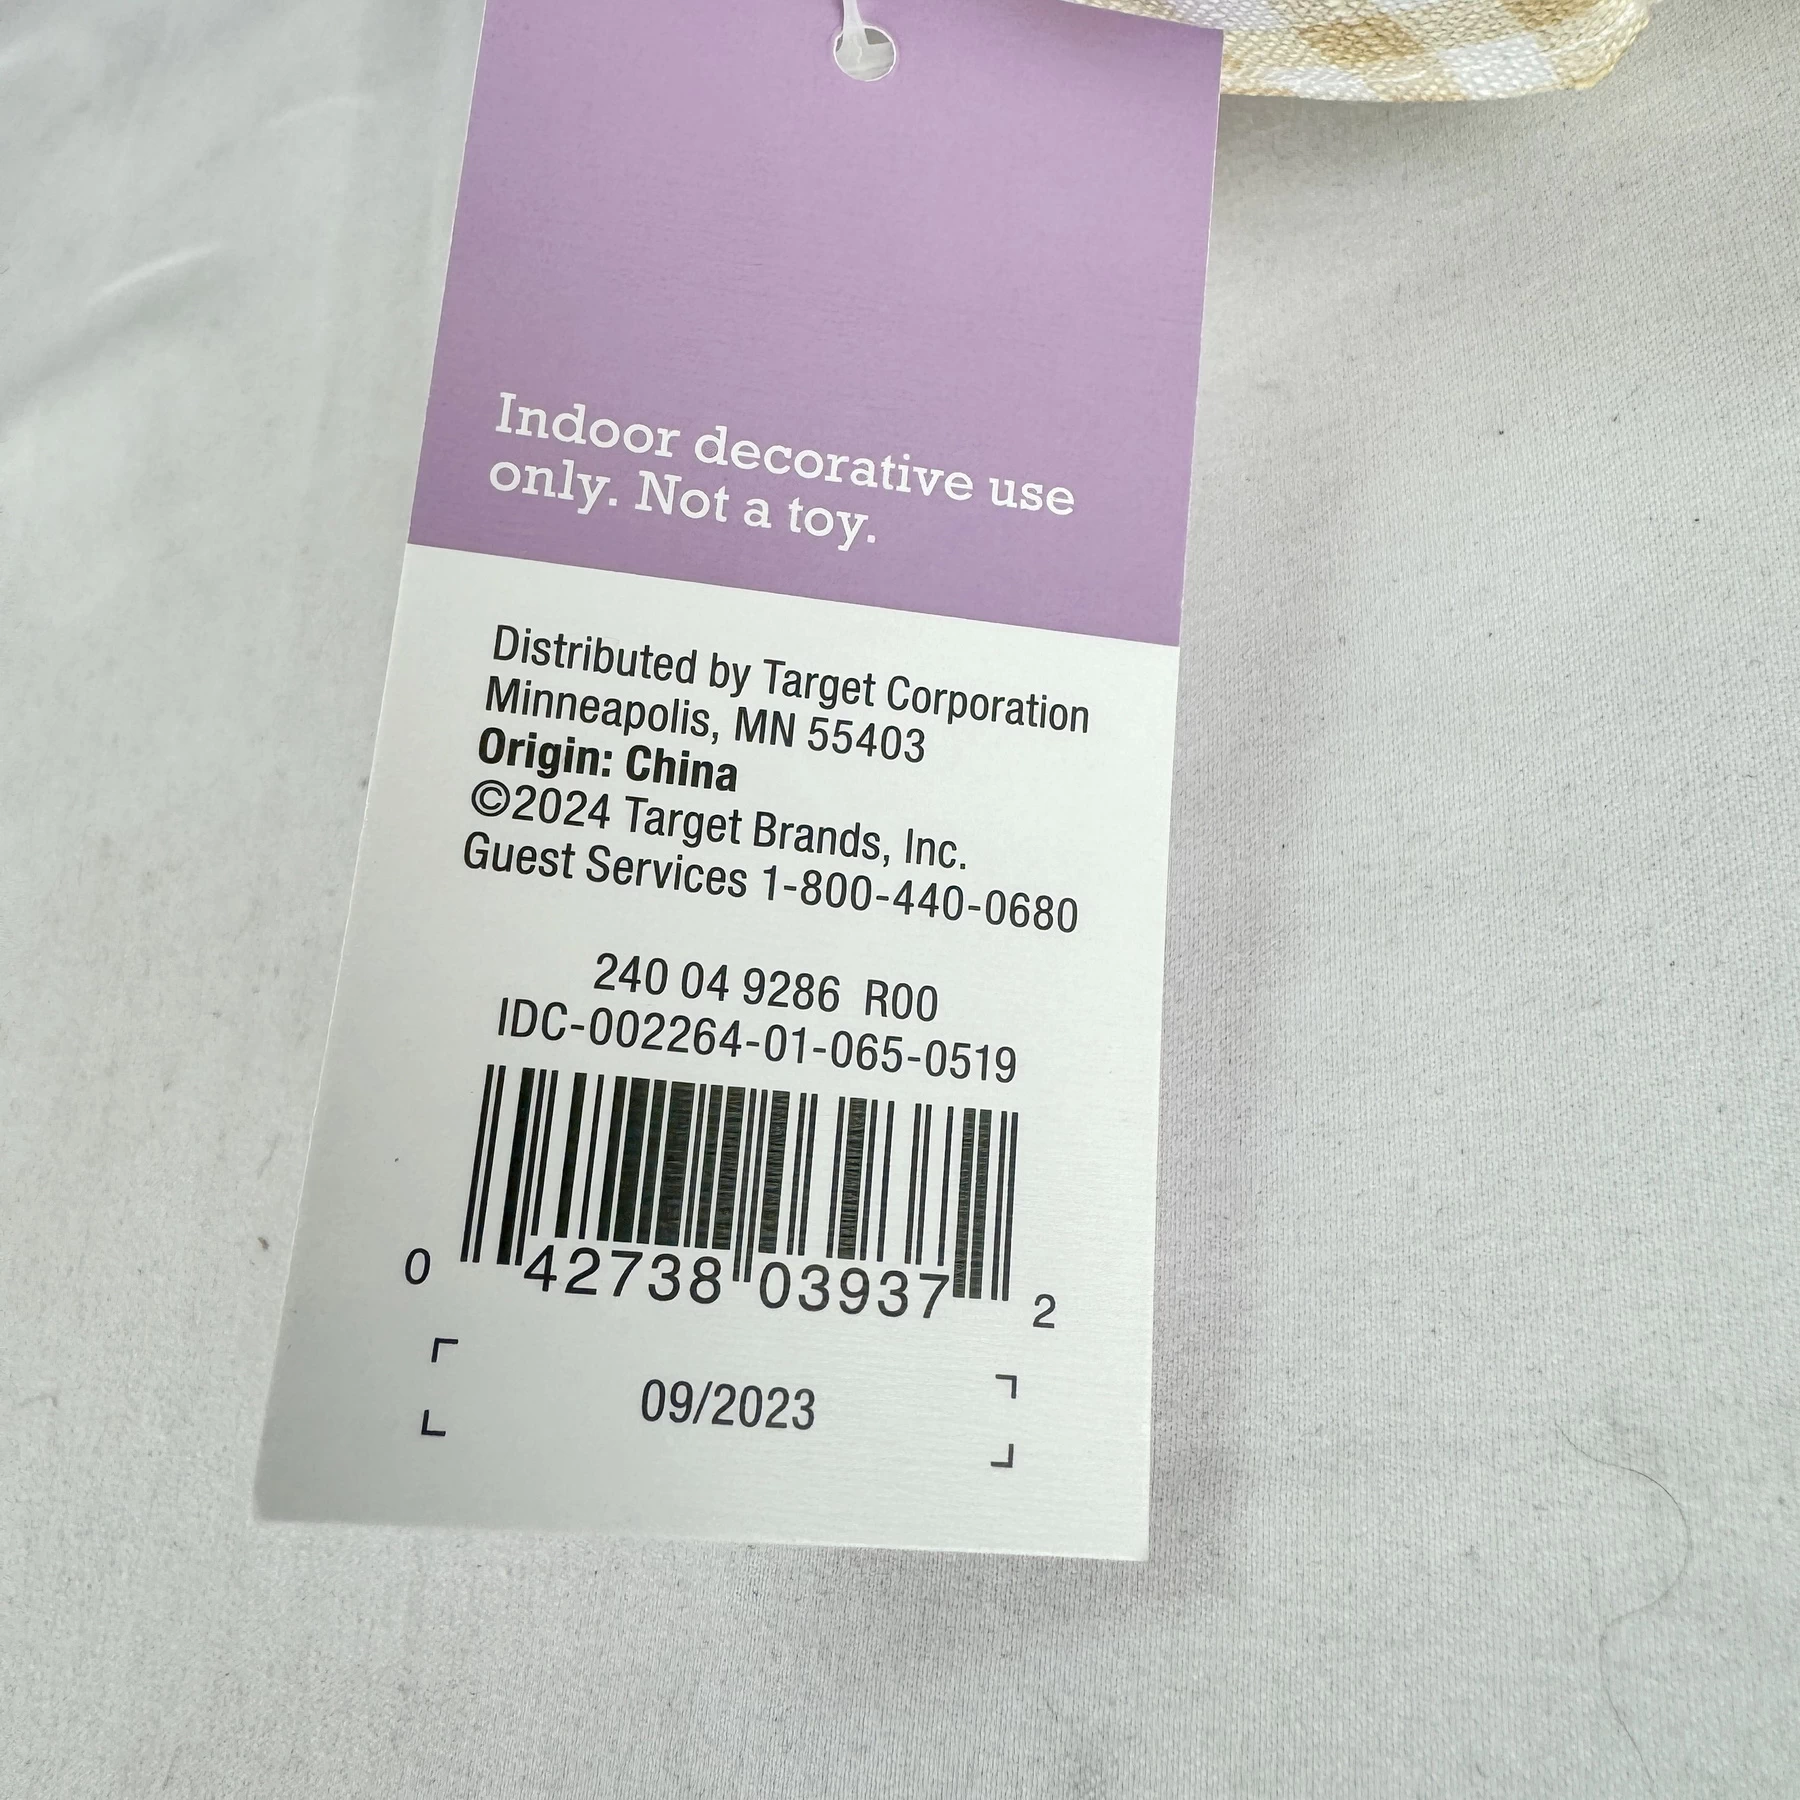 Indoor decorative use
only. Not a toy.
Distributed by Target Corporation
Minneapolis, MN 55403
Origin: China
©2024 Target Brands, Inc.
Guest Services 1-800-440-0680
240 04 9286 R00
IDC-002264-01-065-0519
0 42738 03937 2
09/2023